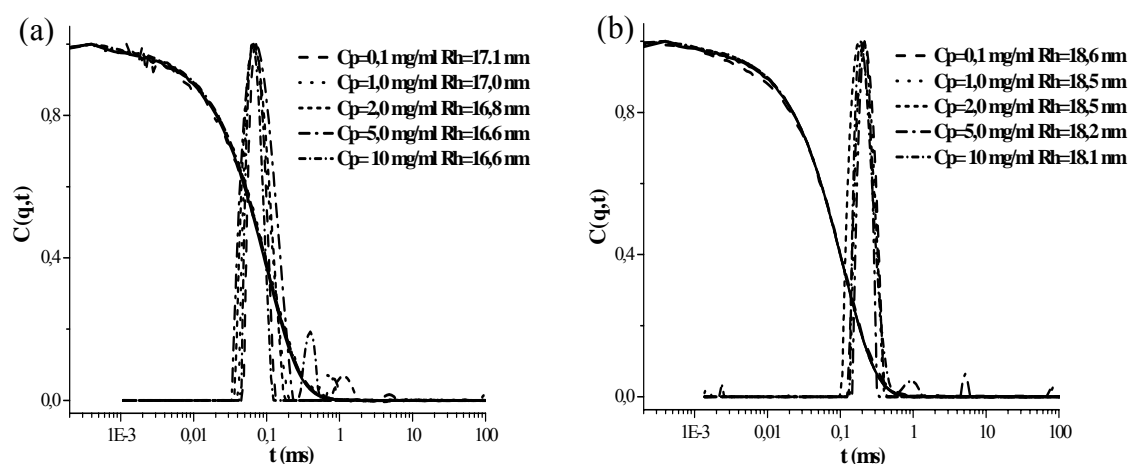 (a)
Cp=0,1 mg/ml Rh=17.1 nm
Cp=1,0 mg/ml Rh=17,0 nm
Cp=2,0 mg/ml Rh=16,8 nm
Cp=5,0 mg/ml Rh=16.6 nm
Cp= 10 mg/ml Rh=16,6 nm
C(q,t)
0,8
0,4
0,0
1E-3 0,01 0,1 1 10 100
t (ms)
(b)
Cp=0,1 mg/ml Rh=18,6 nm
Cp=1,0 mg/ml Rh=18,5 nm
Cp=2,0 mg/ml Rh=18,5 nm
Cp=5,0 mg/ml Rh=18,2 nm
Cp= 10 mg/ml Rh=18.1 nm
C(q,t)
0,8
0,4
0,0
1E-3 0,01 0,1 1 10 100
t (ms)